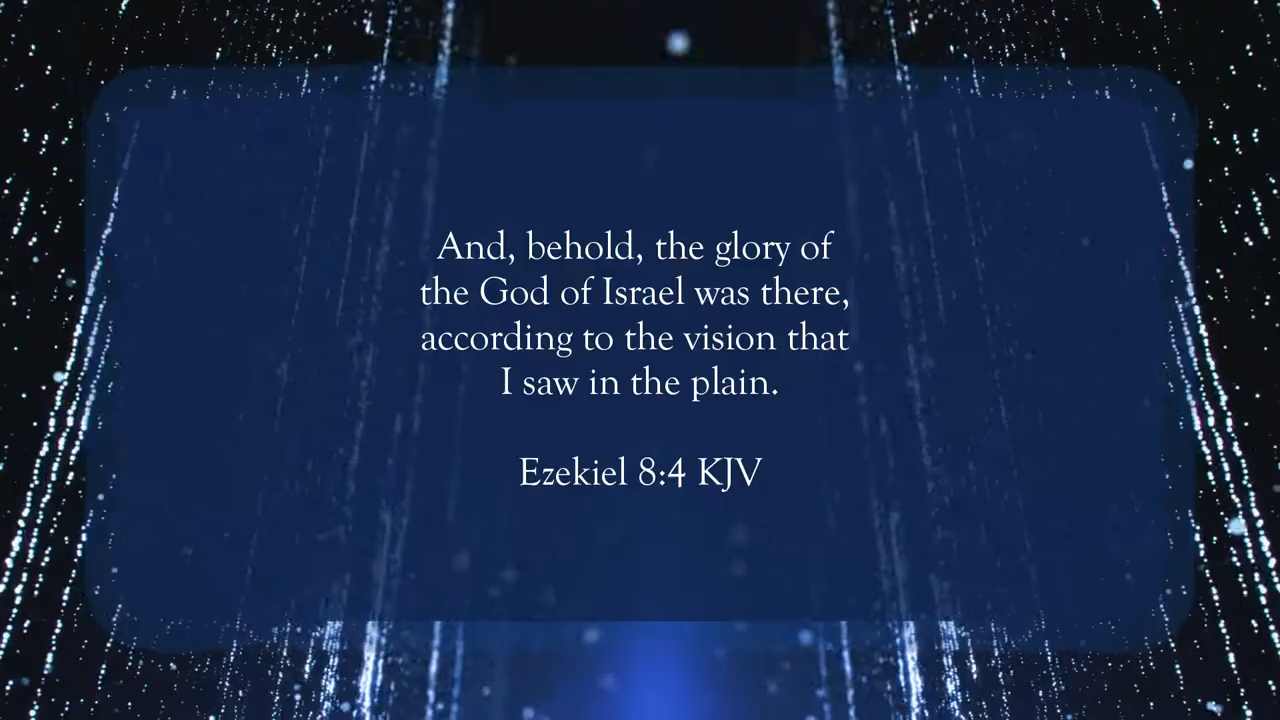 And, behold, the glory of
the God of Israel was there,
according to the vision that
I saw in the plain.
Ezekiel 8:4 KJV